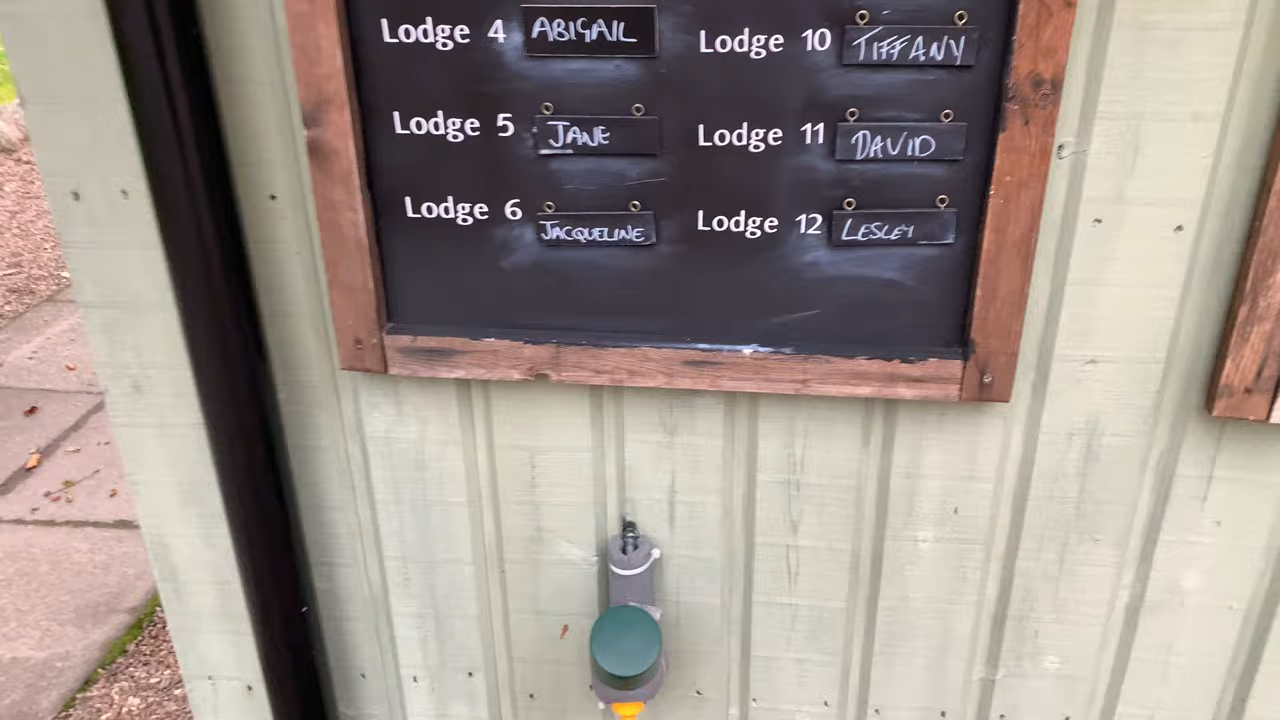 Lodge 4 ABIGAIL
Lodge 5 JANE
Lodge 6 JACQUELINE
Lodge 10 TIFFANY
Lodge 11 DAVID
Lodge 12 LESLEY